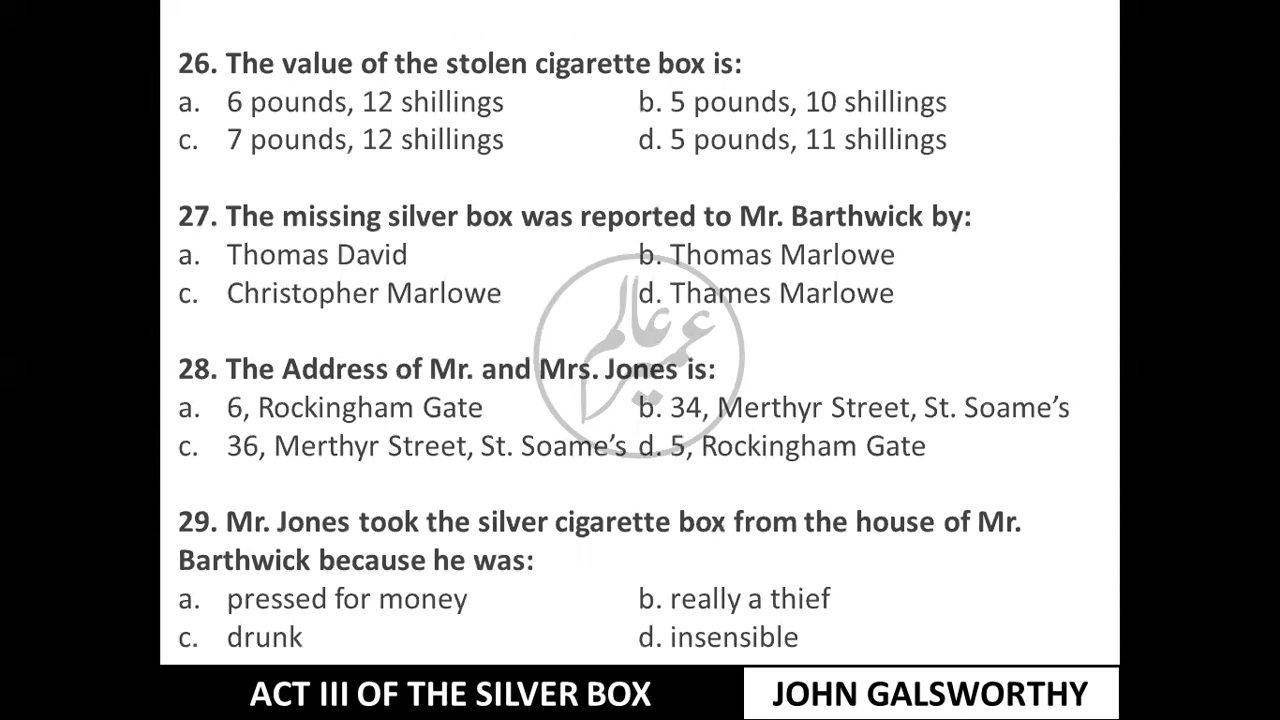 26. The value of the stolen cigarette box is:
a. 6 pounds, 12 shillings b. 5 pounds, 10 shillings
c. 7 pounds, 12 shillings d. 5 pounds, 11 shillings
27. The missing silver box was reported to Mr. Barthwick by:
a. Thomas David b. Thomas Marlowe
c. Christopher Marlowe d. Thames Marlowe
28. The Address of Mr. and Mrs. Jones is:
a. 6, Rockingham Gate b. 34, Merthyr Street, St. Soame’s
c. 36, Merthyr Street, St. Soame’s d. 5, Rockingham Gate
29. Mr. Jones took the silver cigarette box from the house of Mr.
Barthwick because he was:
a. pressed for money b. really a thief
c. drunk d. insensible
ACT III OF THE SILVER BOX JOHN GALSWORTHY